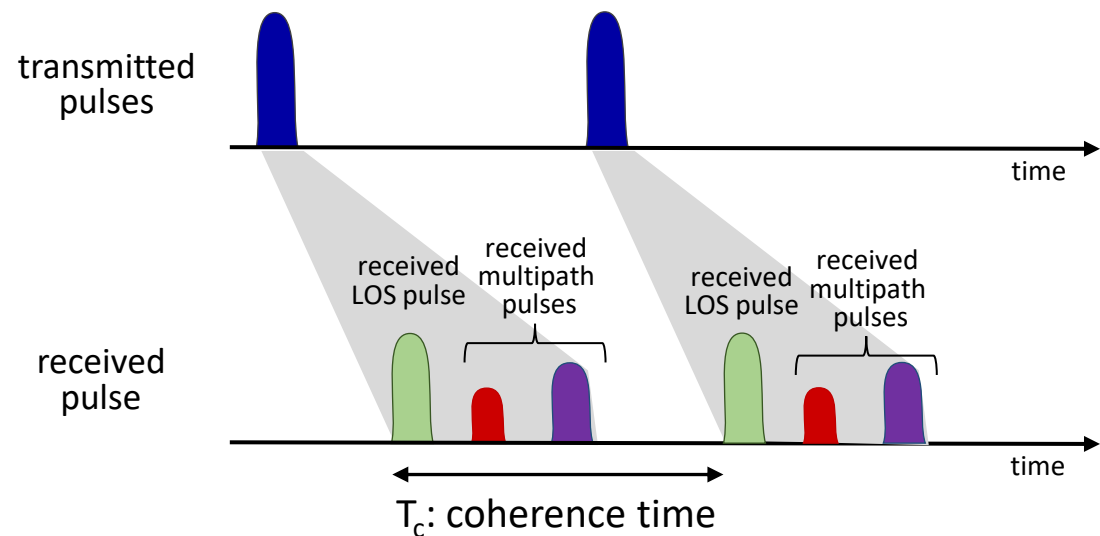 transmitted
pulses
time
received
LOS pulse
received
multipath
pulses
received
LOS pulse
received
multipath
pulses
received
pulse
time
Tc: coherence time